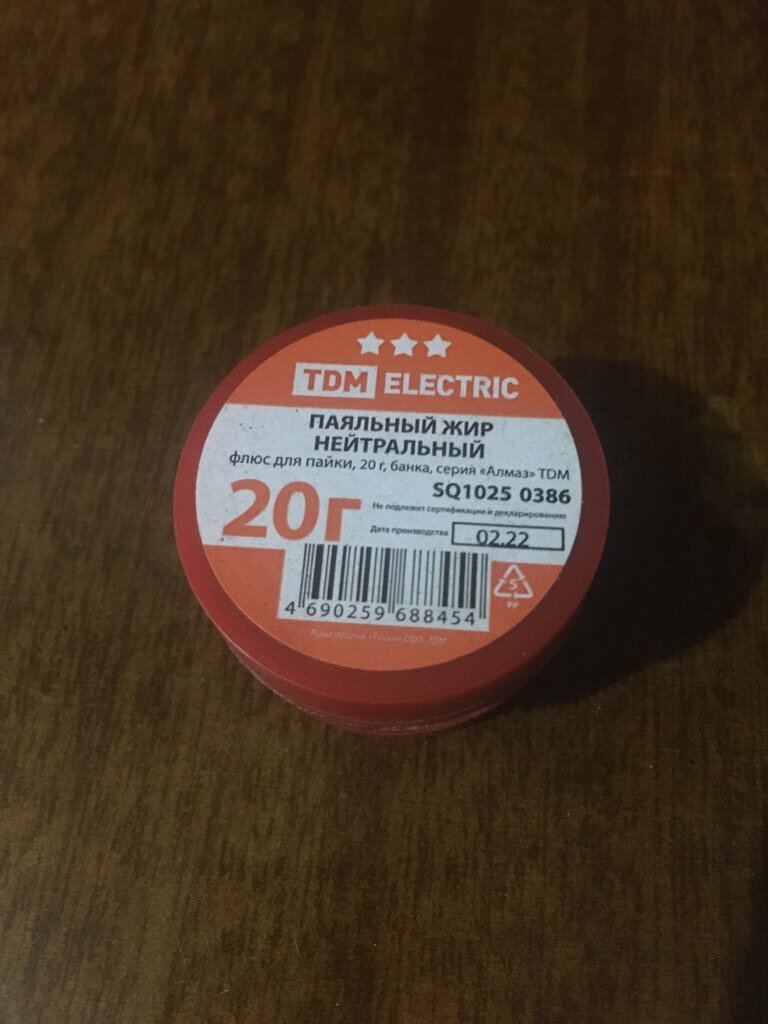 TDM ELECTRIC
ПАЯЛЬНЫЙ ЖИР
НЕЙТРАЛЬНЫЙ
флюс для пайки, 20 г, банка, серия «Алмаз» TDM
SQ1025 0386
20г
Не подлежит сертификации и декларированию
Дата производства 02.22
4 690259 688454
5
PP